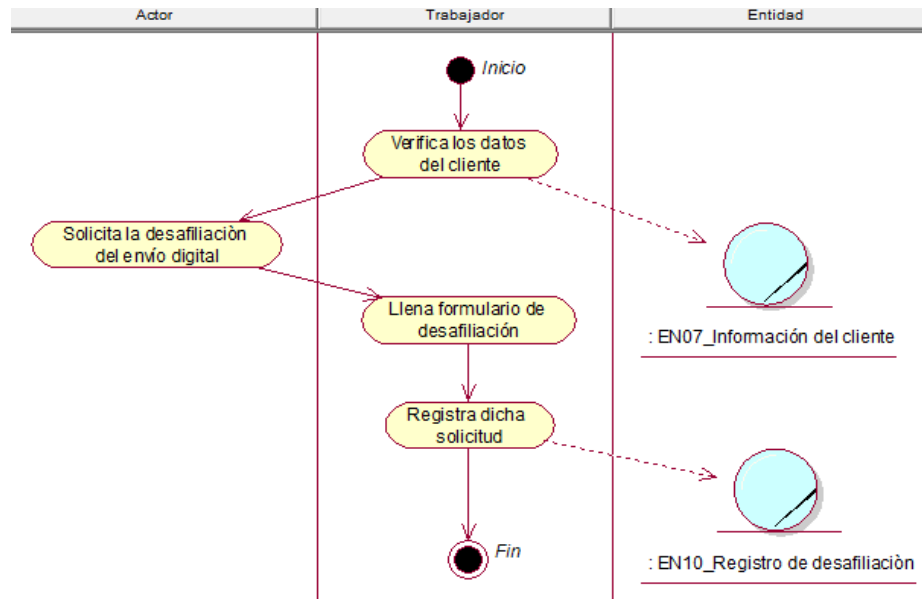 Actor
Trabajador
Entidad
Inicio
Verifica los datos
del cliente
Solicita la desafiliaciòn
del envío digital
Llena formulario de
desafiliación
: EN07_Información del cliente
Registra dicha
solicitud
Fin
: EN10_Registro de desafiliaciòn